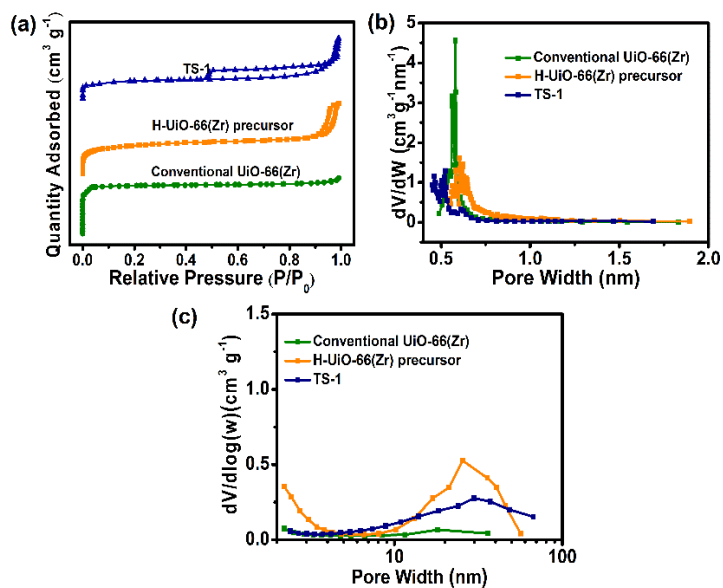 (a)
Quantity Adsorbed (cm³ g⁻¹)
TS-1
H-UiO-66(Zr) precursor
Conventional UiO-66(Zr)
0.0 0.2 0.4 0.6 0.8 1.0
Relative Pressure (P/P₀)
(b)
dV/dW (cm³g⁻¹nm⁻¹)
5
4
3
2
1
0
Conventional UiO-66(Zr)
H-UiO-66(Zr) precursor
TS-1
0.5 1.0 1.5 2.0
Pore Width (nm)
(c)
dV/dlog(w)(cm³ g⁻¹)
1.5
1.0
0.5
0.0
Conventional UiO-66(Zr)
H-UiO-66(Zr) precursor
TS-1
10 100
Pore Width (nm)